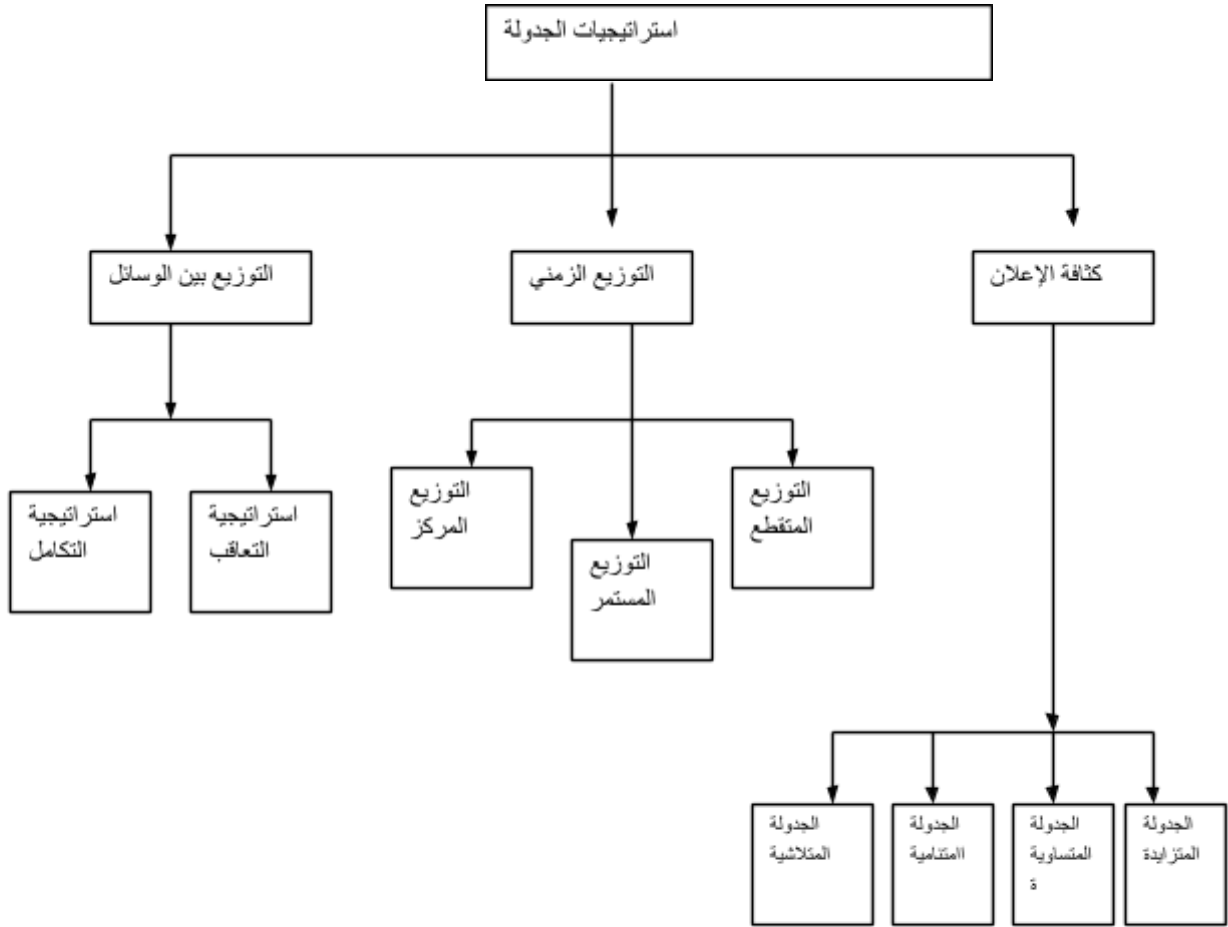 استراتيجيات الجدولة
كثافة الإعلان
التوزيع الزمني
التوزيع بين الوسائل
التوزيع
المتقطع
التوزيع
المستمر
التوزيع
المركز
استراتيجية
التعاقب
استراتيجية
التكامل
الجدولة
المتزايدة
الجدولة
المتساوية
ة
الجدولة
االمتنامية
الجدولة
المتلاشية